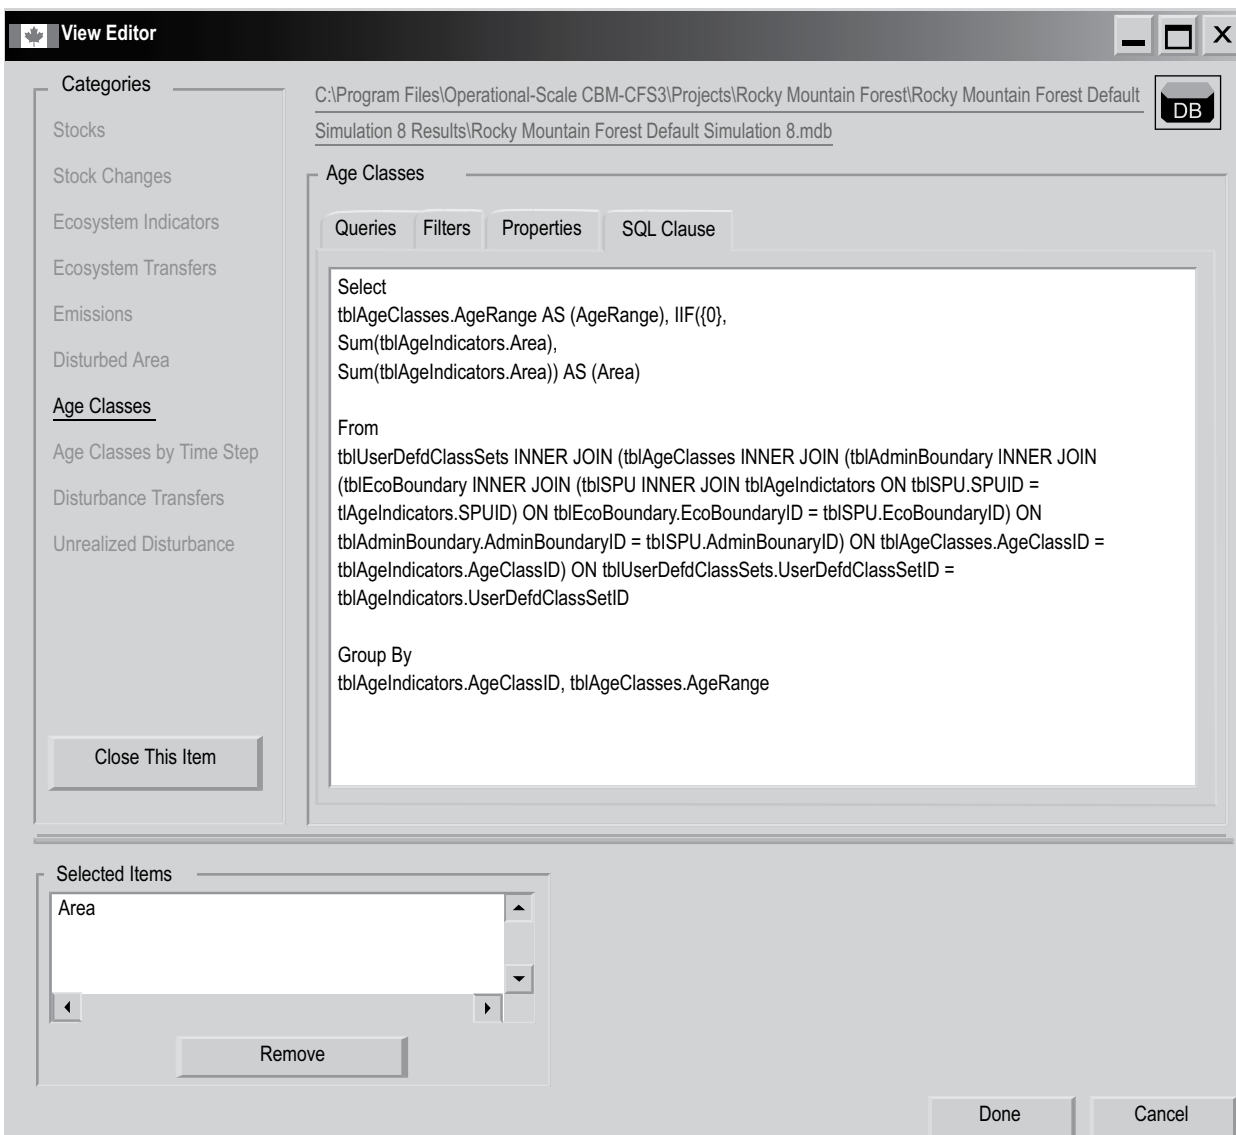 View Editor
X
Categories
Stocks
Stock Changes
Ecosystem Indicators
Ecosystem Transfers
Emissions
Disturbed Area
Age Classes
Age Classes by Time Step
Disturbance Transfers
Unrealized Disturbance
Close This Item
C:\Program Files\Operational-Scale CBM-CFS3\Projects\Rocky Mountain Forest\Rocky Mountain Forest Default
Simulation 8 Results\Rocky Mountain Forest Default Simulation 8.mdb
DB
Age Classes
Queries Filters Properties SQL Clause
Select
tblAgeClasses.AgeRange AS (AgeRange), IIF({0},
Sum(tblAgeIndicators.Area),
Sum(tblAgeIndicators.Area)) AS (Area)
From
tblUserDefdClassSets INNER JOIN (tblAgeClasses INNER JOIN (tblAdminBoundary INNER JOIN
(tblEcoBoundary INNER JOIN (tblSPU INNER JOIN tblAgeIndictators ON tblSPU.SPUID =
tlAgeIndicators.SPUID) ON tblEcoBoundary.EcoBoundaryID = tblSPU.EcoBoundaryID) ON
tblAdminBoundary.AdminBoundaryID = tblSPU.AdminBounaryID) ON tblAgeClasses.AgeClassID =
tblAgeIndicators.AgeClassID) ON tblUserDefdClassSets.UserDefdClassSetID =
tblAgeIndicators.UserDefdClassSetID
Group By
tblAgeIndicators.AgeClassID, tblAgeClasses.AgeRange
Selected Items
Area
Remove
Done
Cancel